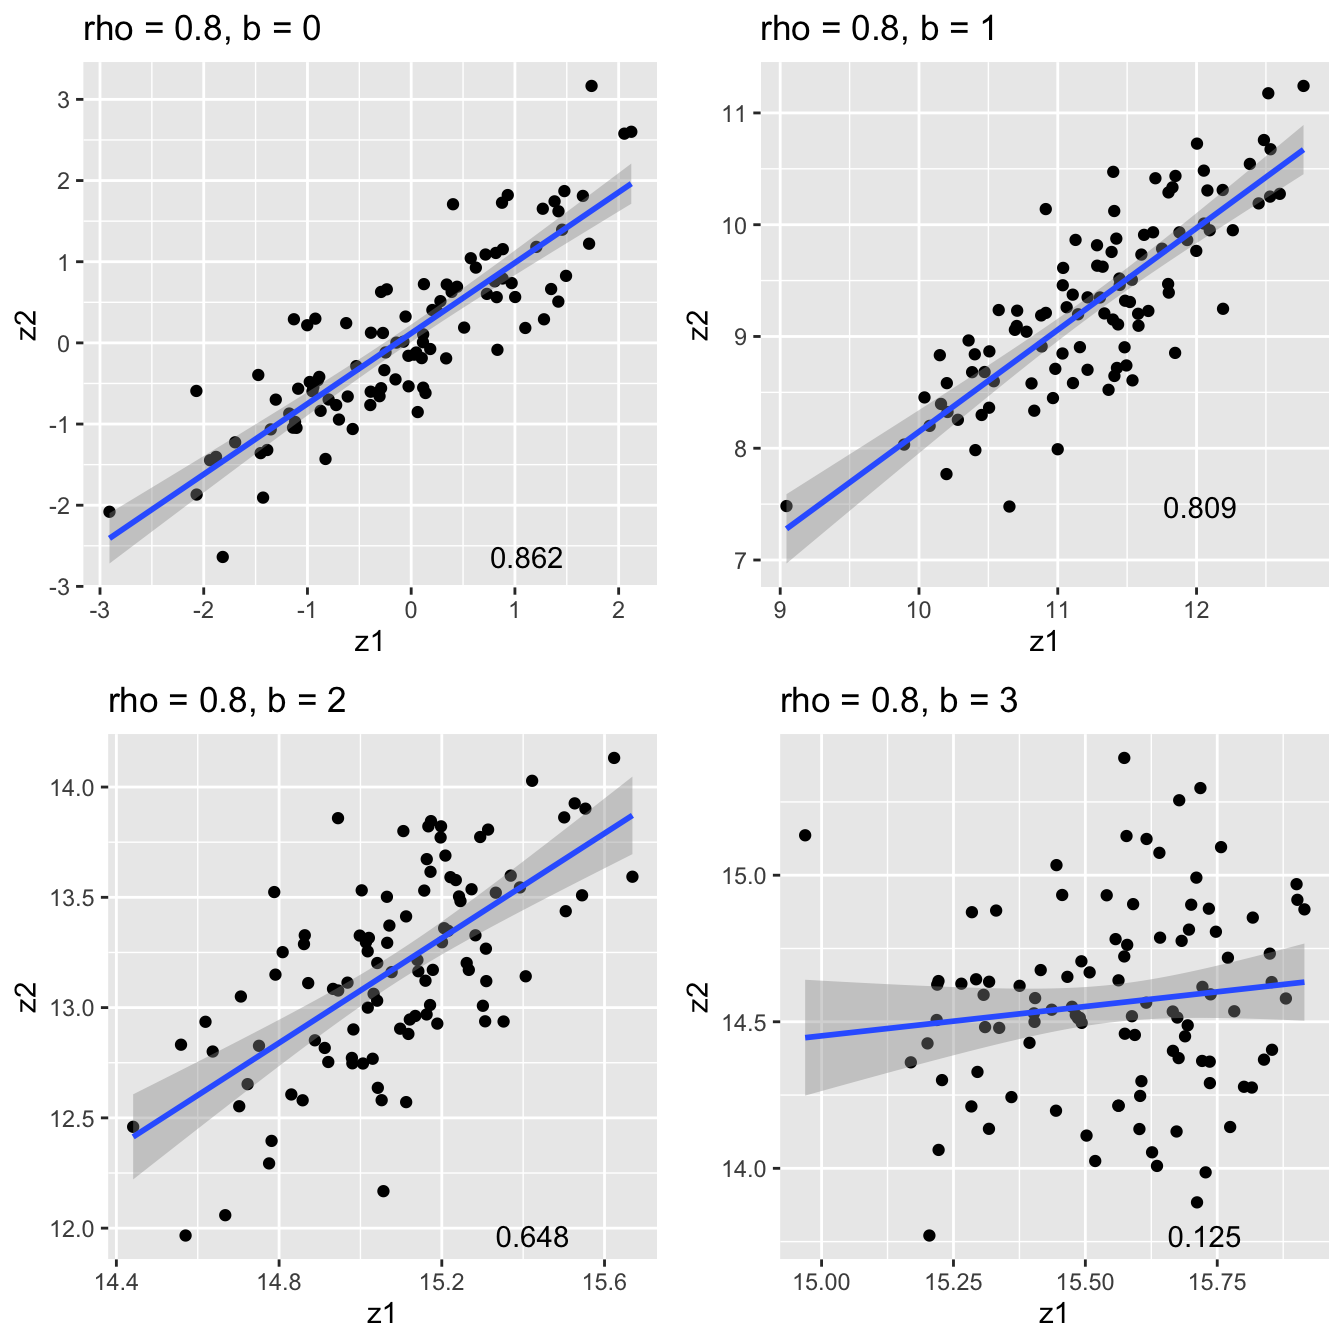 rho = 0.8, b = 0
z2
3
2
1
0
-1
-2
-3
0.862
-3 -2 -1 0 1 2
z1
rho = 0.8, b = 1
z2
11
10
9
8
7
0.809
9 10 11 12
z1
rho = 0.8, b = 2
z2
14.0
13.5
13.0
12.5
12.0
0.648
14.4 14.8 15.2 15.6
z1
rho = 0.8, b = 3
z2
15.0
14.5
14.0
0.125
15.00 15.25 15.50 15.75
z1